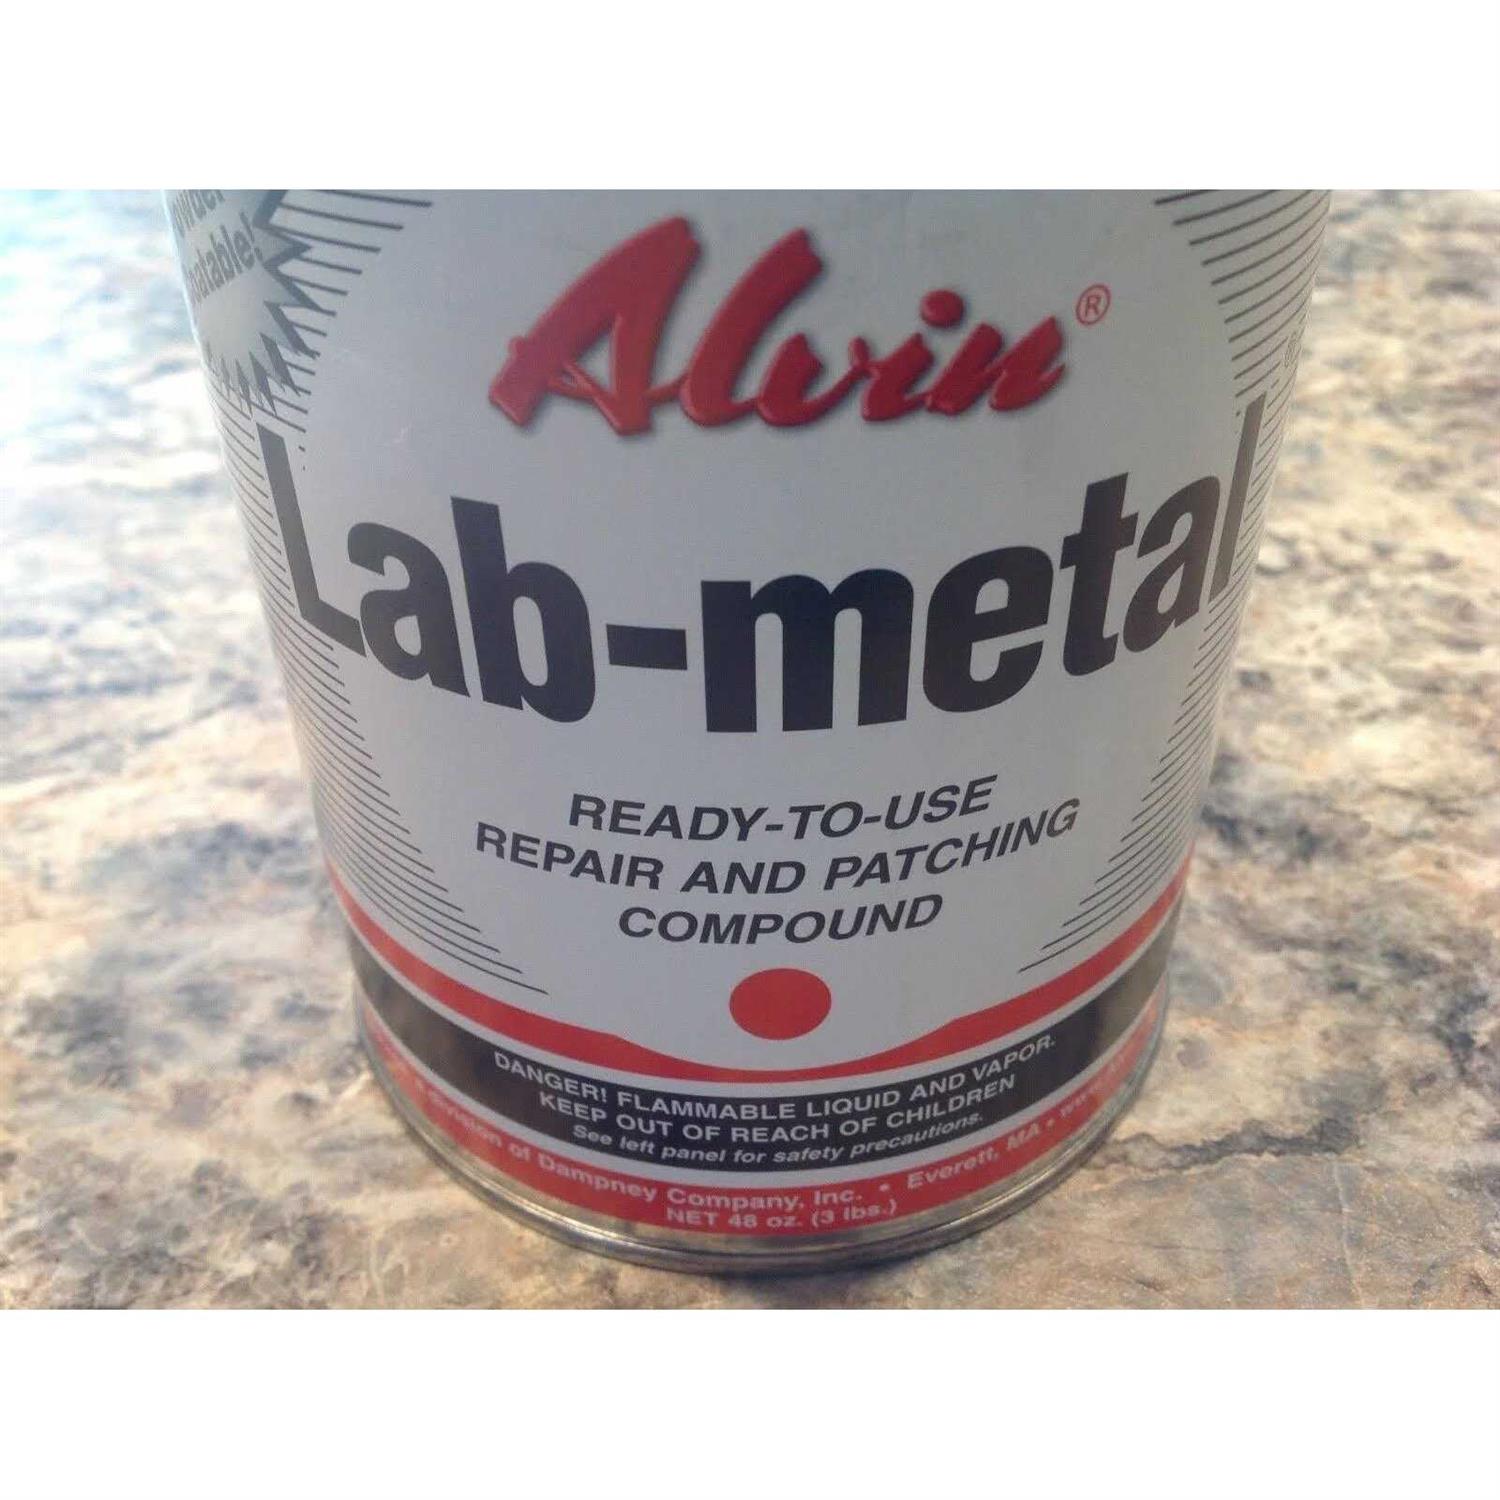 Alvin®
Lab-metal
READY-TO-USE
REPAIR AND PATCHING
COMPOUND
DANGER! FLAMMABLE LIQUID AND VAPOR.
KEEP OUT OF REACH OF CHILDREN
See left panel for safety precautions.
division of Dampney Company, Inc. • Everett, MA •
NET 48 oz. (3 lbs.)